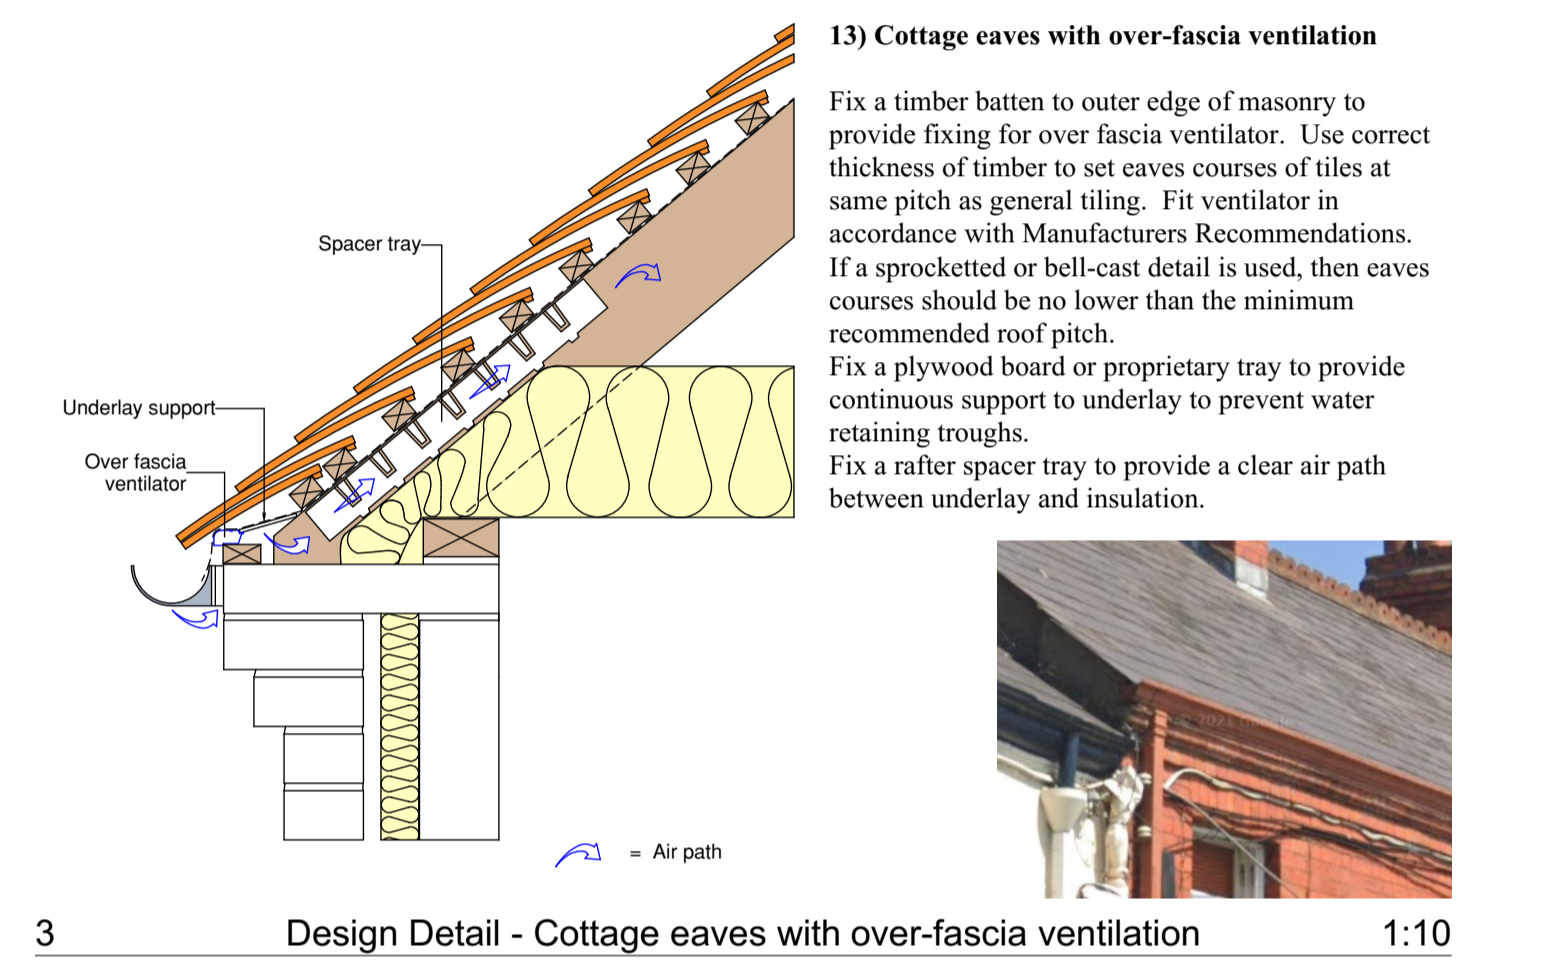 13) Cottage eaves with over-fascia ventilation
Fix a timber batten to outer edge of masonry to
provide fixing for over fascia ventilator.  Use correct
thickness of timber to set eaves courses of tiles at
same pitch as general tiling.  Fit ventilator in
accordance with Manufacturers Recommendations.
If a sprocketted or bell-cast detail is used, then eaves
courses should be no lower than the minimum
recommended roof pitch.
Fix a plywood board or proprietary tray to provide
continuous support to underlay to prevent water
retaining troughs.
Fix a rafter spacer tray to provide a clear air path
between underlay and insulation.
Spacer tray
Underlay support
Over fascia
ventilator
© 2021 Google
= Air path
3
Design Detail - Cottage eaves with over-fascia ventilation
1:10